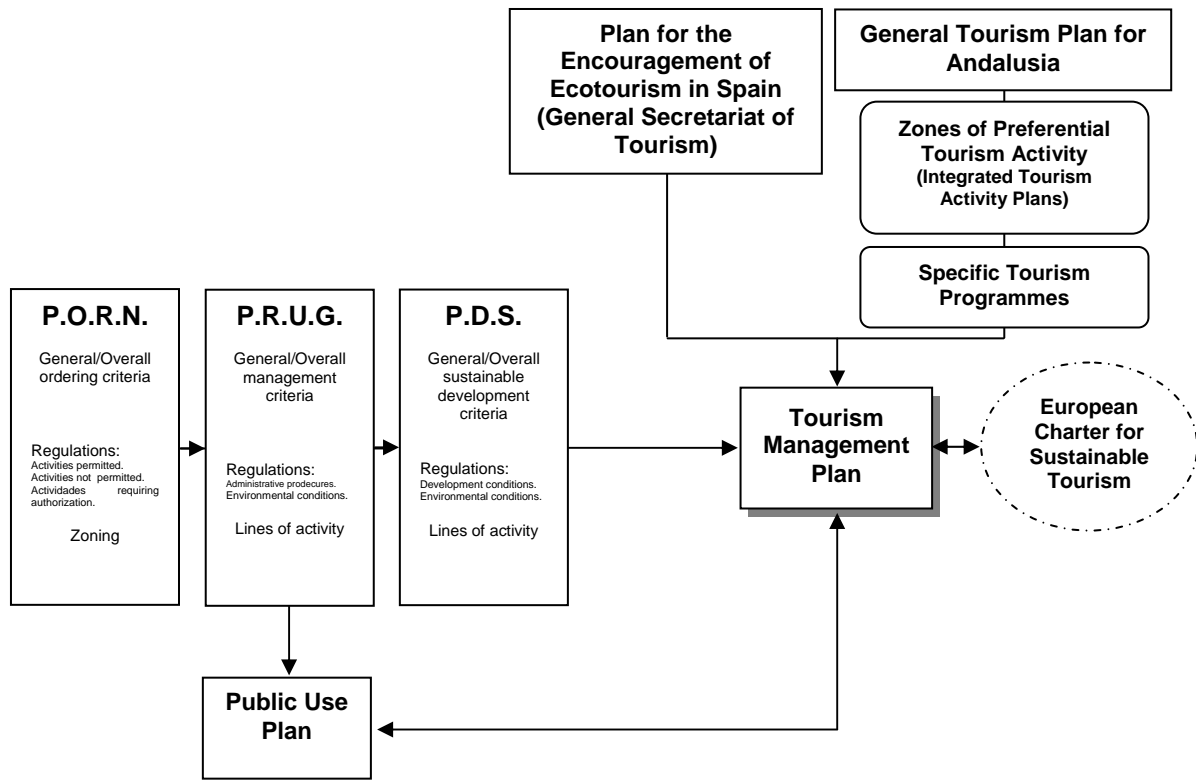 Plan for the
Encouragement of
Ecotourism in Spain
(General Secretariat of
Tourism)
General Tourism Plan for
Andalusia
Zones of Preferential
Tourism Activity
(Integrated Tourism
Activity Plans)
Specific Tourism
Programmes
P.O.R.N.
General/Overall
ordering criteria
Regulations:
Activities permitted.
Activities not permitted.
Actividades requiring
authorization.
Zoning
P.R.U.G.
General/Overall
management
criteria
Regulations:
Administrative prodecures.
Environmental conditions.
Lines of activity
P.D.S.
General/Overall
sustainable
development
criteria
Regulations:
Development conditions.
Environmental conditions.
Lines of activity
Tourism
Management
Plan
European
Charter for
Sustainable
Tourism
Public Use
Plan